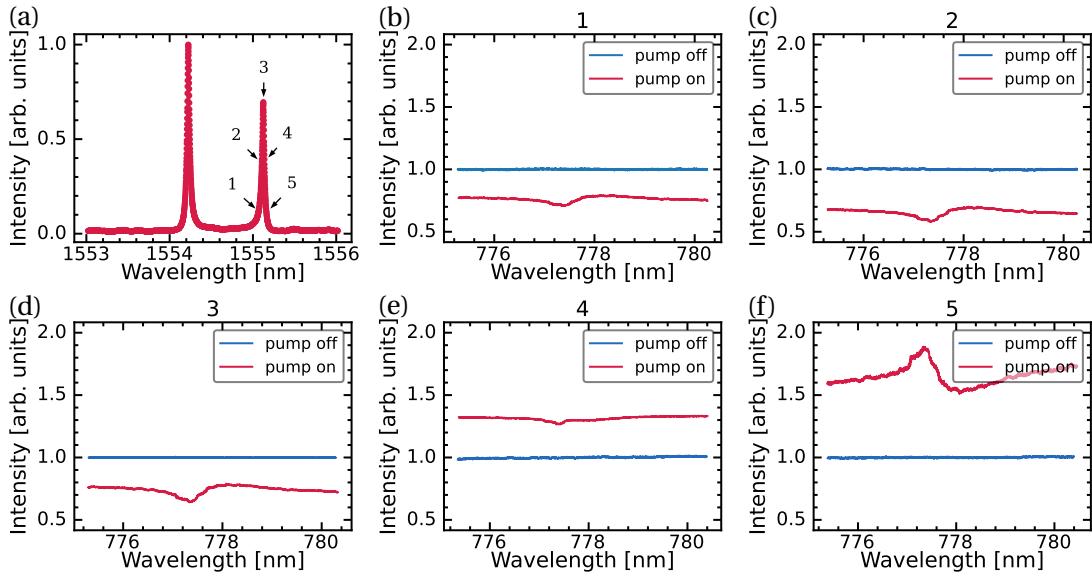 (a)
Intensity [arb. units]
1.0
0.5
0.0
1
2
3
4
5
1553
1554
1555
1556
Wavelength [nm]
(b)
1
Intensity [arb. units]
2.0
1.5
1.0
0.5
pump off
pump on
776
778
780
Wavelength [nm]
(c)
2
Intensity [arb. units]
2.0
1.5
1.0
0.5
pump off
pump on
776
778
780
Wavelength [nm]
(d)
3
Intensity [arb. units]
2.0
1.5
1.0
0.5
pump off
pump on
776
778
780
Wavelength [nm]
(e)
4
Intensity [arb. units]
2.0
1.5
1.0
0.5
pump off
pump on
776
778
780
Wavelength [nm]
(f)
5
Intensity [arb. units]
2.0
1.5
1.0
0.5
pump off
pump on
776
778
780
Wavelength [nm]